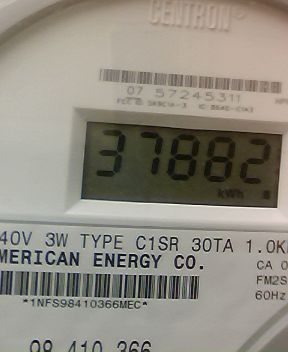 CENTRON®
07 57245311
37882
kWh
40V 3W TYPE C1SR 30TA 1.0K
MERICAN ENERGY CO.
CA 0
FM2S
60Hz
*1NFS98410366MEC*
98 410 366